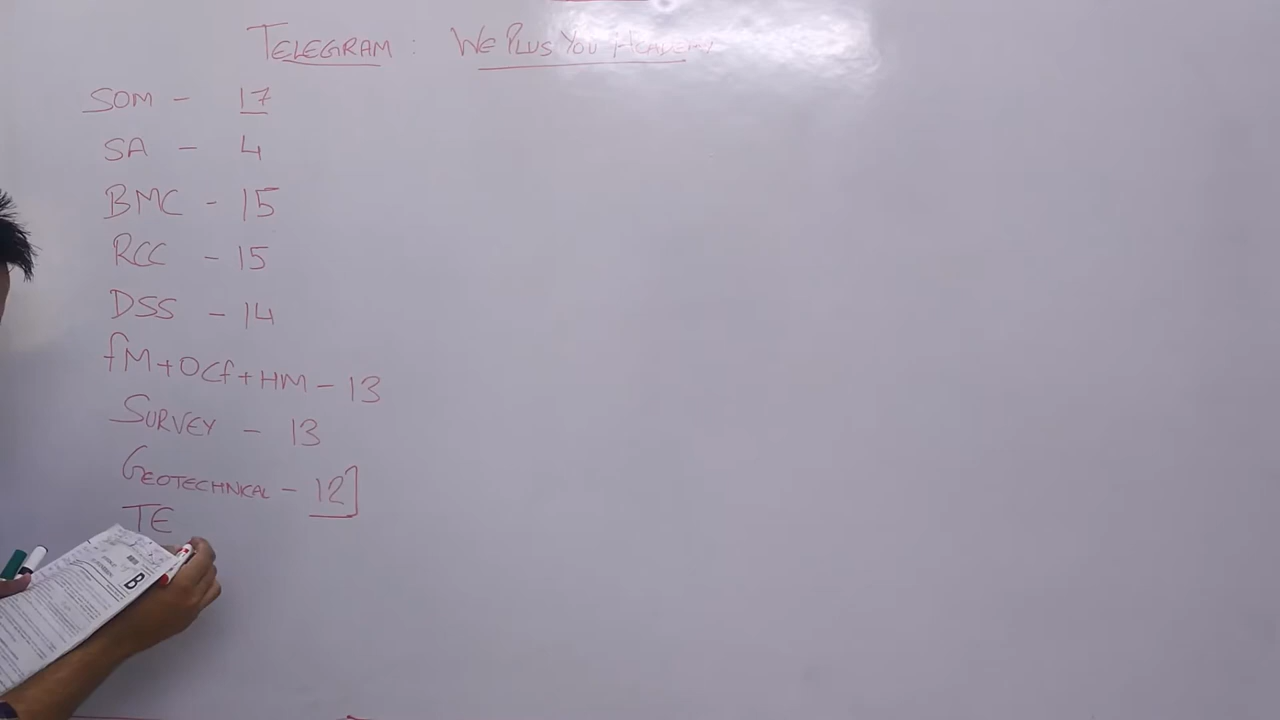 TELEGRAM : WE PLUS YOU ACADEMY
SOM - 17
SA - 4
BMC - 15
RCC - 15
DSS - 14
fM+OCf+HM - 13
SURVEY - 13
GEOTECHNICAL - 12]
TE
B